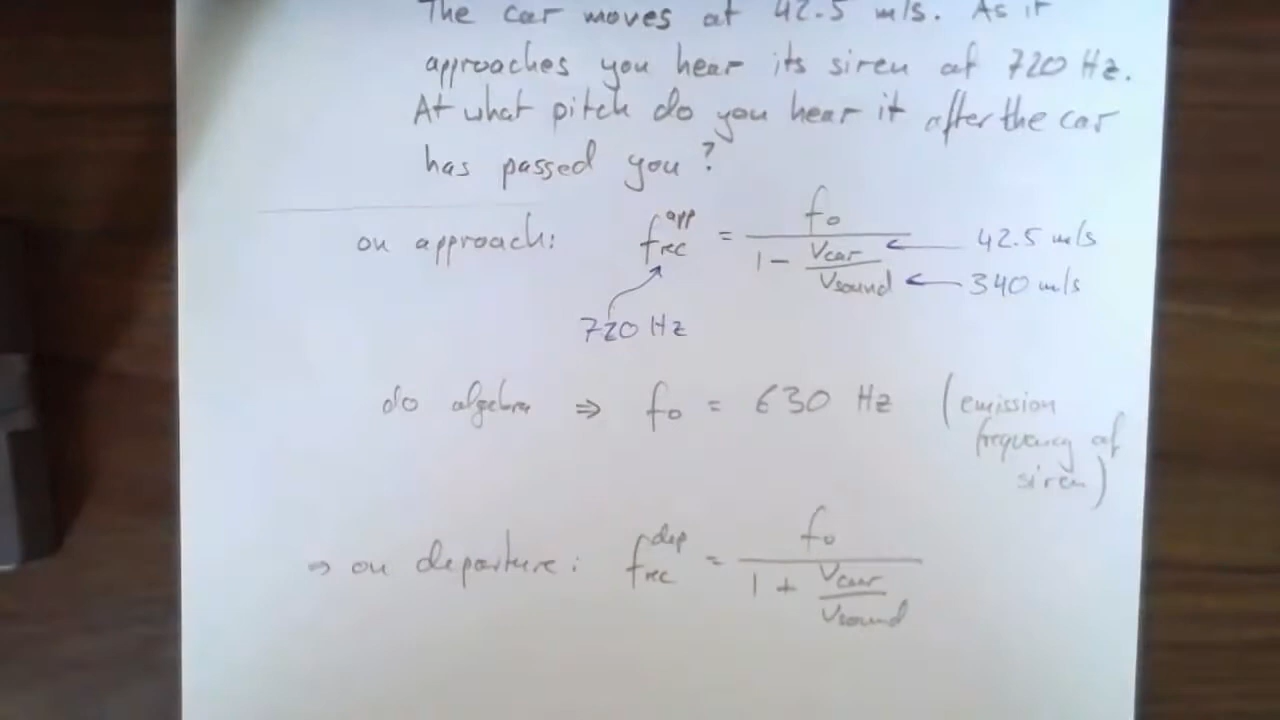 The car moves at 42.5 m/s. As it
approaches you hear its siren at 720 Hz.
At what pitch do you hear it after the car
has passed you?
on approach: f_rec^app = f_0 / (1 - v_car / v_sound) ← 42.5 m/s
← 340 m/s
720 Hz
do algebra ⇒ f_0 = 630 Hz (emission
frequency of
siren)
⇒ on departure: f_rec^dep = f_0 / (1 + v_car / v_sound)